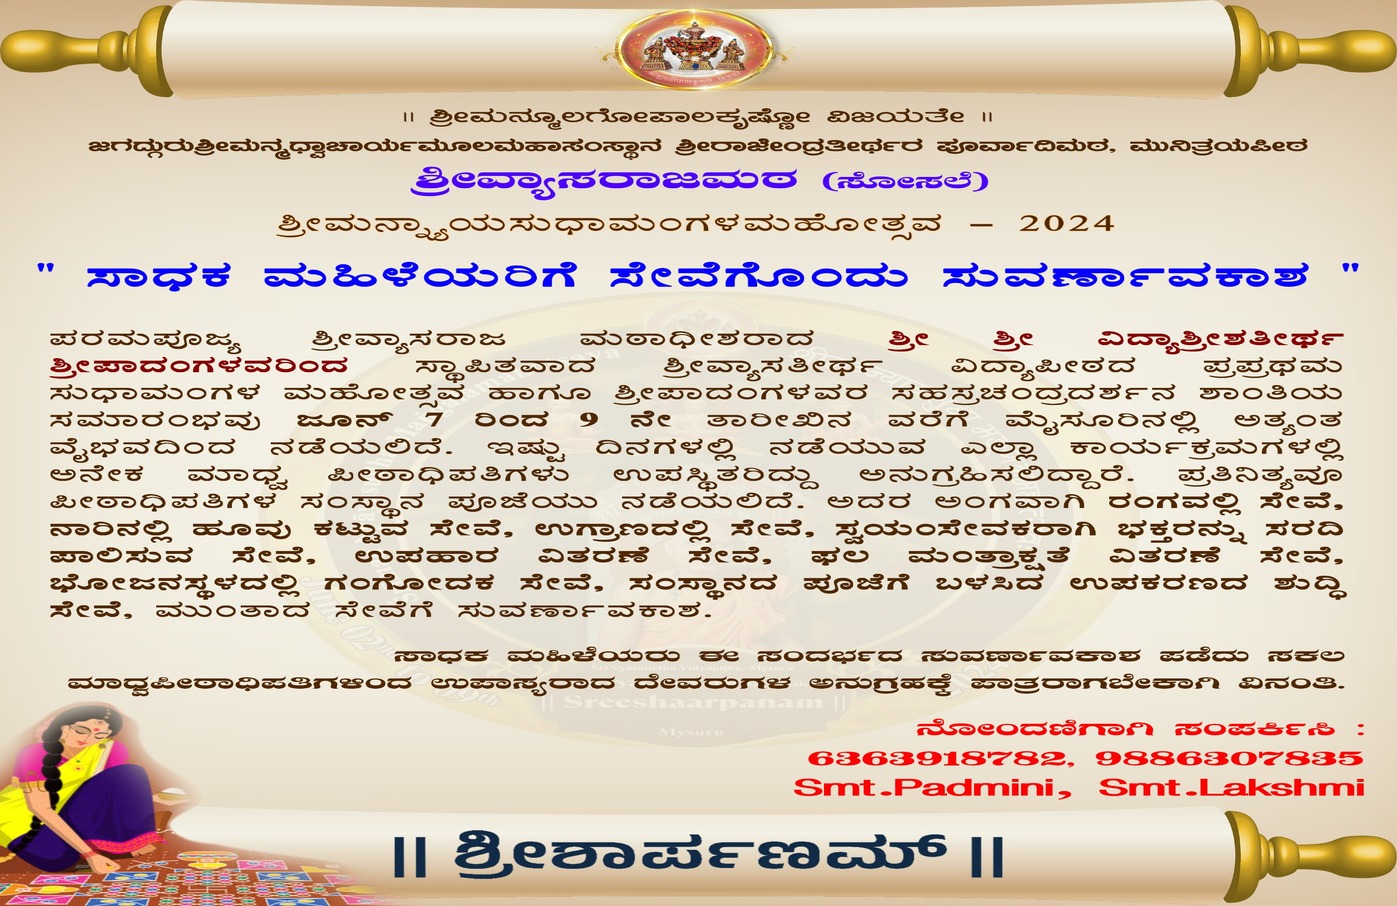 ॥ ಶ್ರೀಮನ್ಮೂಲಗೋಪಾಲಕೃಷ್ಣೋ ವಿಜಯತೇ ॥
ಜಗದ್ಗುರುಶ್ರೀಮನ್ಮಧ್ವಾಚಾರ್ಯಮೂಲಮಹಾಸಂಸ್ಥಾನ ಶ್ರೀರಾಜೇಂದ್ರತೀರ್ಥರ ಪೂರ್ವಾದಿಮಠ, ಮುನಿತ್ರಯಪೀಠ
ಶ್ರೀವ್ಯಾಸರಾಜಮಠ (ಸೋಸಲೆ)
ಶ್ರೀಮನ್ನ್ಯಾಯಸುಧಾಮಂಗಳಮಹೋತ್ಸವ – 2024
" ಸಾಧಕ ಮಹಿಳೆಯರಿಗೆ ಸೇವೆಗೊಂದು ಸುವರ್ಣಾವಕಾಶ "
ಪರಮಪೂಜ್ಯ ಶ್ರೀವ್ಯಾಸರಾಜ ಮಠಾಧೀಶರಾದ ಶ್ರೀ ಶ್ರೀ ವಿದ್ಯಾಶ್ರೀಶತೀರ್ಥ
ಶ್ರೀಪಾದಂಗಳವರಿಂದ ಸ್ಥಾಪಿತವಾದ ಶ್ರೀವ್ಯಾಸತೀರ್ಥ ವಿದ್ಯಾಪೀಠದ ಪ್ರಪ್ರಥಮ
ಸುಧಾಮಂಗಳ ಮಹೋತ್ಸವ ಹಾಗೂ ಶ್ರೀಪಾದಂಗಳವರ ಸಹಸ್ರಚಂದ್ರದರ್ಶನ ಶಾಂತಿಯ
ಸಮಾರಂಭವು ಜೂನ್ 7 ರಿಂದ 9 ನೇ ತಾರೀಖಿನ ವರೆಗೆ ಮೈಸೂರಿನಲ್ಲಿ ಅತ್ಯಂತ
ವೈಭವದಿಂದ ನಡೆಯಲಿದೆ. ಇಷ್ಟು ದಿನಗಳಲ್ಲಿ ನಡೆಯುವ ಎಲ್ಲಾ ಕಾರ್ಯಕ್ರಮಗಳಲ್ಲಿ
ಅನೇಕ ಮಾಧ್ವ ಪೀಠಾಧಿಪತಿಗಳು ಉಪಸ್ಥಿತರಿದ್ದು ಅನುಗ್ರಹಿಸಲಿದ್ದಾರೆ. ಪ್ರತಿನಿತ್ಯವೂ
ಪೀಠಾಧಿಪತಿಗಳ ಸಂಸ್ಥಾನ ಪೂಜೆಯು ನಡೆಯಲಿದೆ. ಅದರ ಅಂಗವಾಗಿ ರಂಗವಲ್ಲಿ ಸೇವೆ,
ನಾರಿನಲ್ಲಿ ಹೂವು ಕಟ್ಟುವ ಸೇವೆ, ಉಗ್ರಾಣದಲ್ಲಿ ಸೇವೆ, ಸ್ವಯಂಸೇವಕರಾಗಿ ಭಕ್ತರನ್ನು ಸರದಿ
ಪಾಲಿಸುವ ಸೇವೆ, ಉಪಹಾರ ವಿತರಣೆ ಸೇವೆ, ಫಲ ಮಂತ್ರಾಕ್ಷತೆ ವಿತರಣೆ ಸೇವೆ,
ಭೋಜನಸ್ಥಳದಲ್ಲಿ ಗಂಗೋದಕ ಸೇವೆ, ಸಂಸ್ಥಾನದ ಪೂಜೆಗೆ ಬಳಸಿದ ಉಪಕರಣದ ಶುದ್ಧಿ
ಸೇವೆ, ಮುಂತಾದ ಸೇವೆಗೆ ಸುವರ್ಣಾವಕಾಶ.
ಸಾಧಕ ಮಹಿಳೆಯರು ಈ ಸಂದರ್ಭದ ಸುವರ್ಣಾವಕಾಶ ಪಡೆದು ಸಕಲ
ಮಾಧ್ವಪೀಠಾಧಿಪತಿಗಳಿಂದ ಉಪಾಸ್ಯರಾದ ದೇವರುಗಳ ಅನುಗ್ರಹಕ್ಕೆ ಪಾತ್ರರಾಗಬೇಕಾಗಿ ವಿನಂತಿ.
|| Sreeshaarpanam ||
Mysuru
ನೋಂದಣಿಗಾಗಿ ಸಂಪರ್ಕಿಸಿ :
6363918782, 9886307835
Smt.Padmini, Smt.Lakshmi
|| ಶ್ರೀಶಾರ್ಪಣಮ್ ||